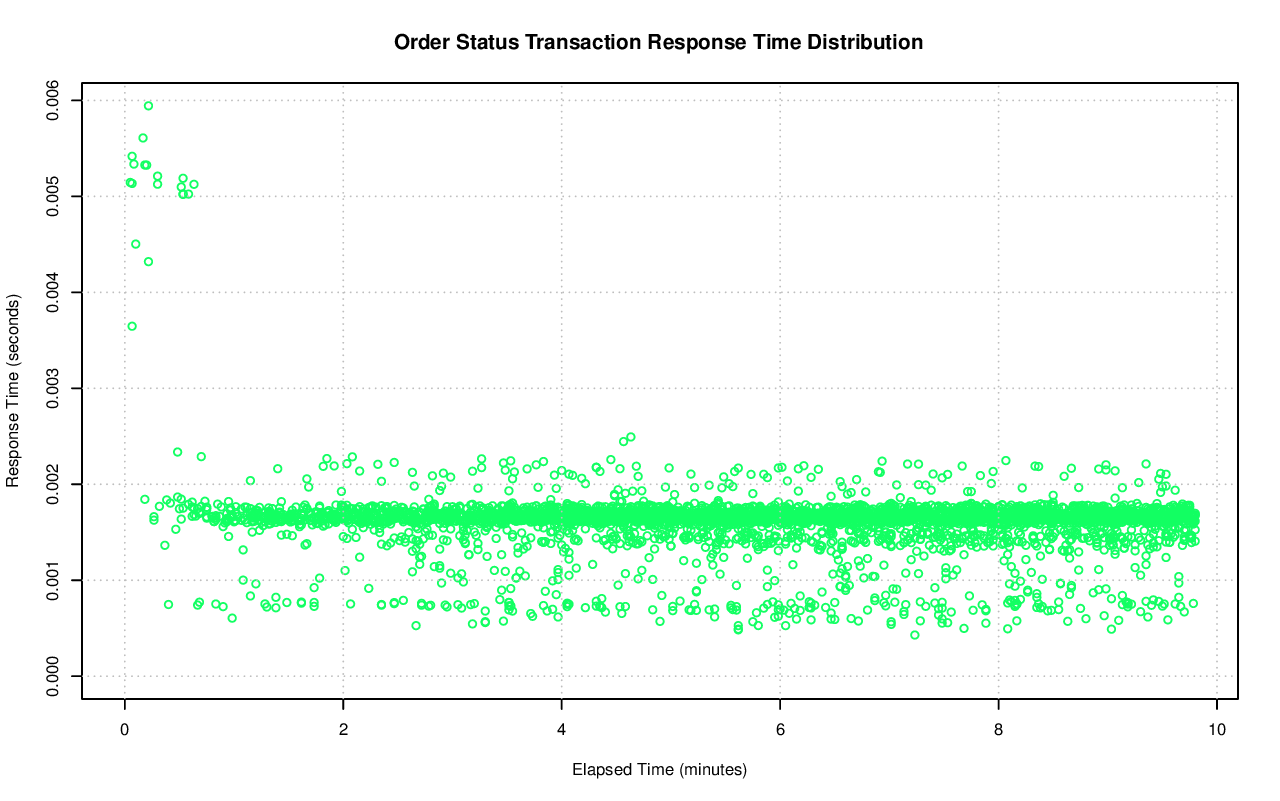 Order Status Transaction Response Time Distribution
Response Time (seconds)
0.006
0.005
0.004
0.003
0.002
0.001
0.000
0 2 4 6 8 10
Elapsed Time (minutes)